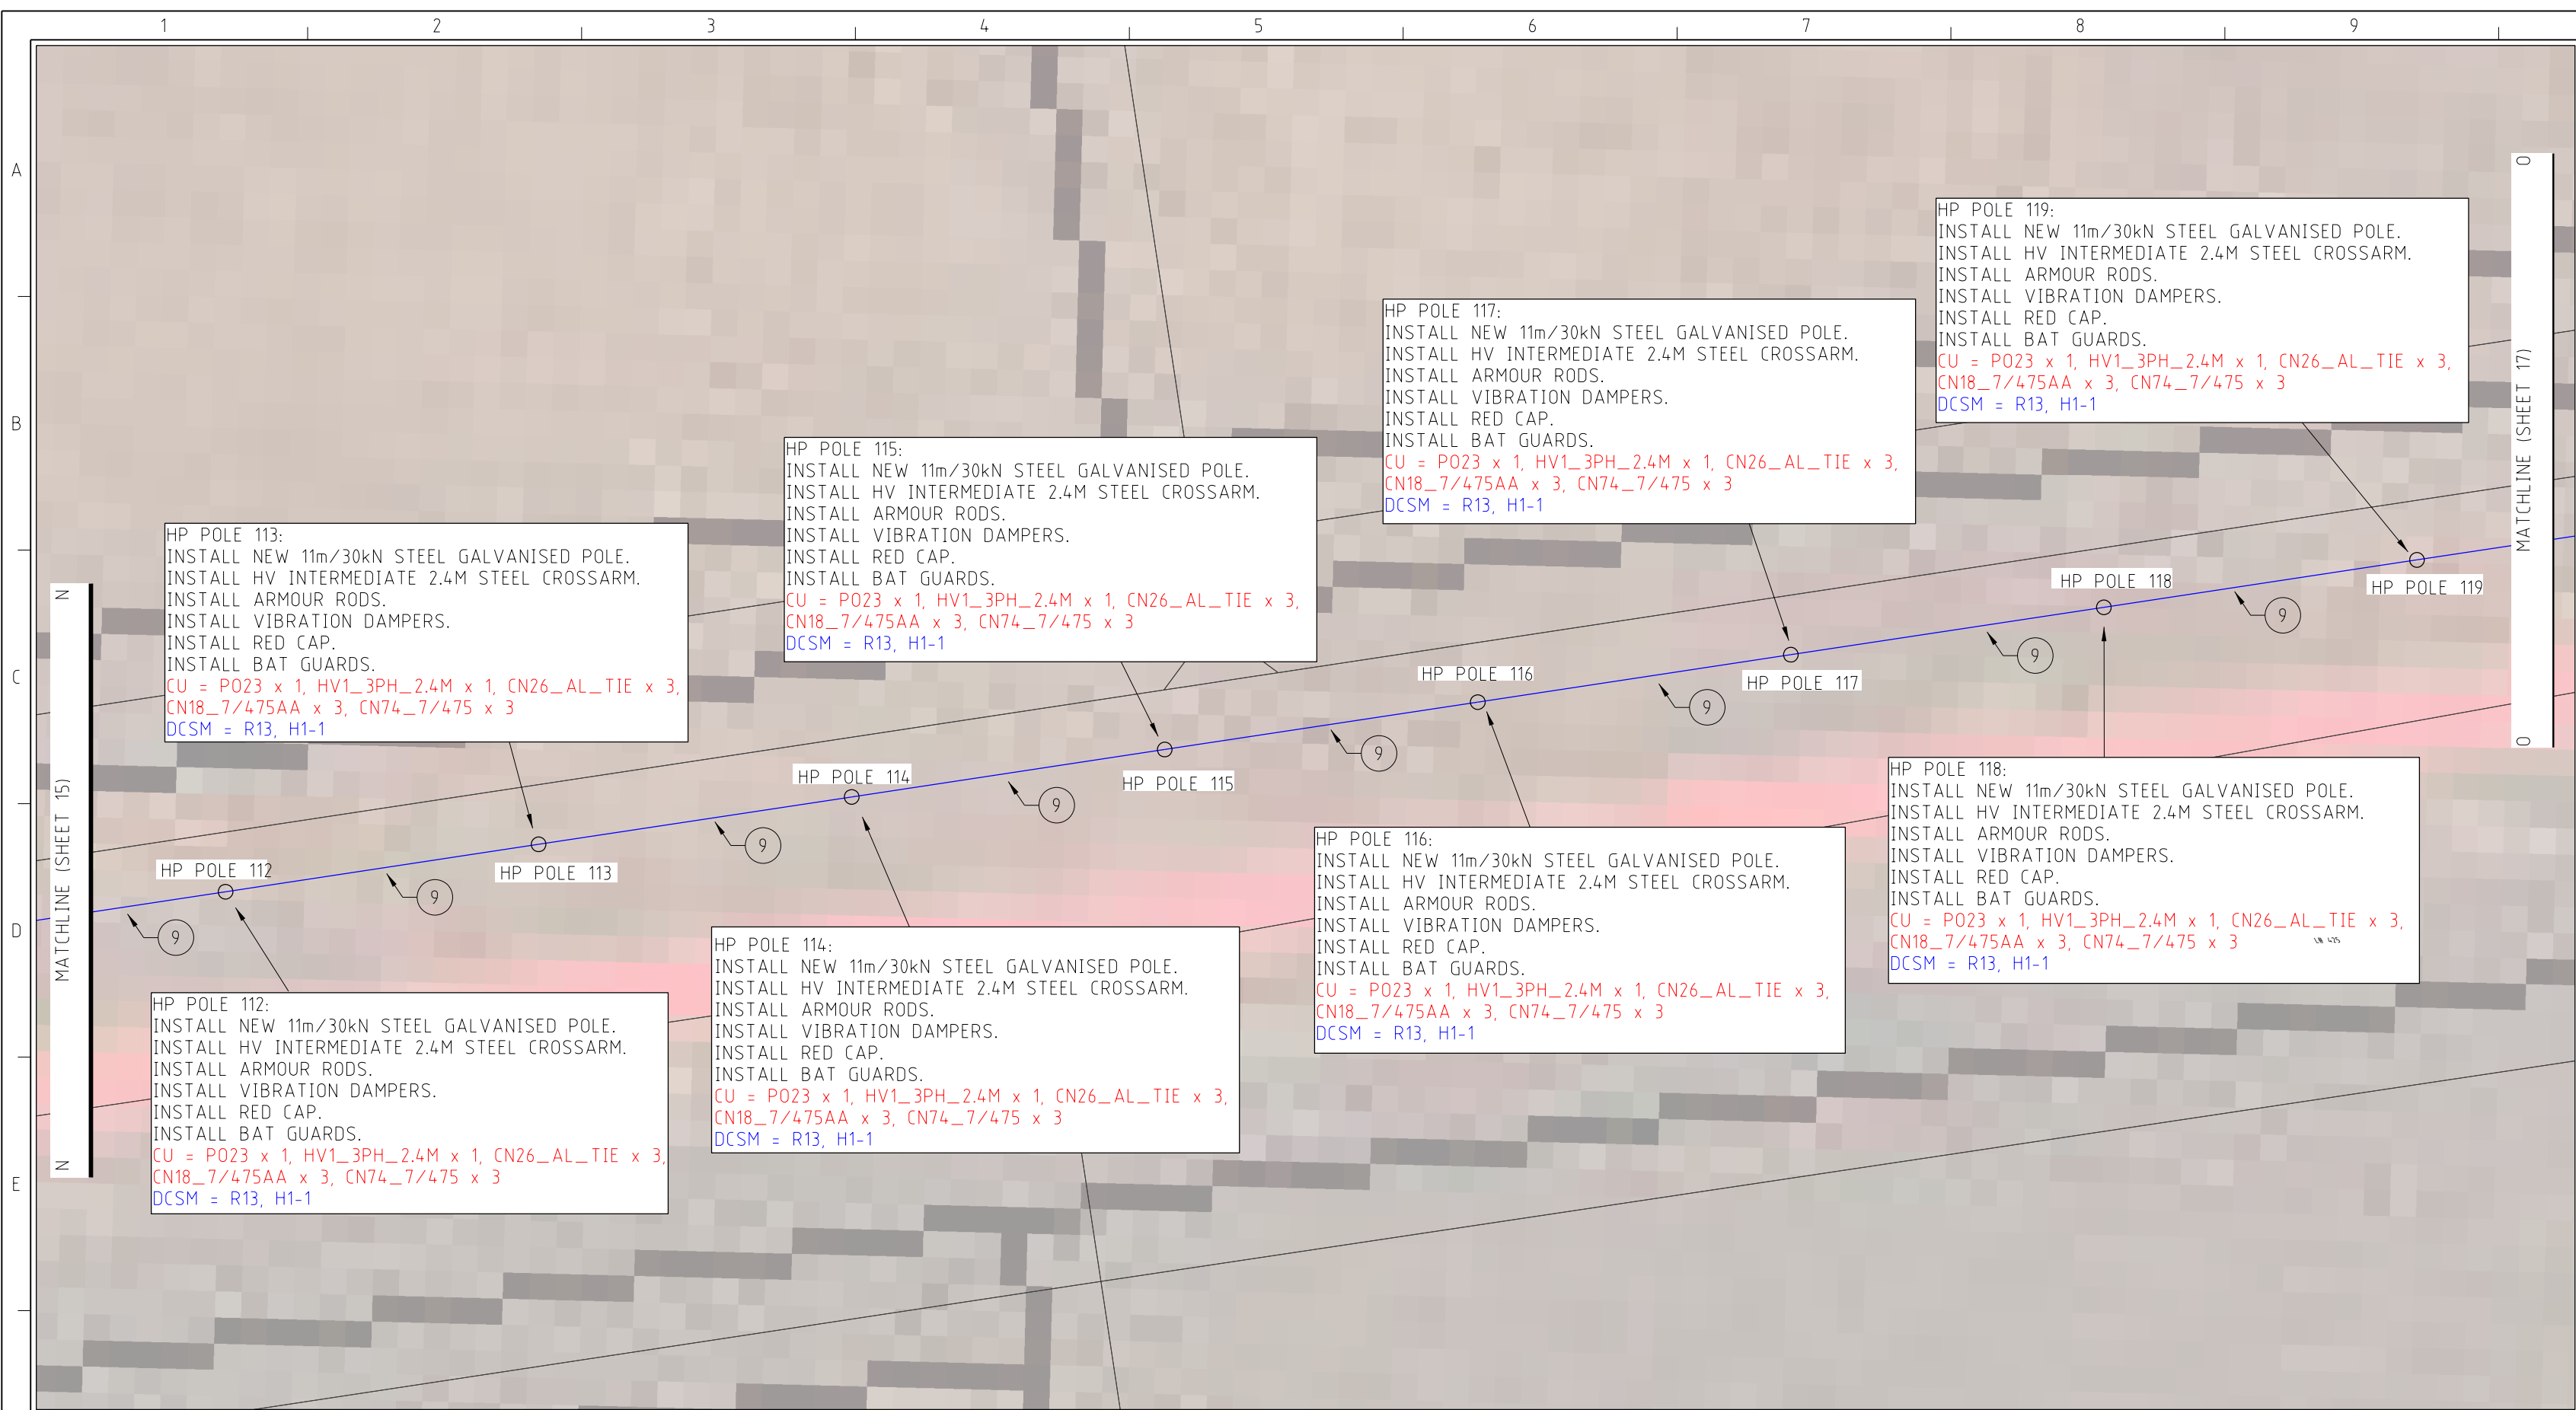 1 2 3 4 5 6 7 8 9
A
B
C
D
E
N
MATCHLINE (SHEET 15)
N
O
MATCHLINE (SHEET 17)
O
HP POLE 119:
INSTALL NEW 11m/30kN STEEL GALVANISED POLE.
INSTALL HV INTERMEDIATE 2.4M STEEL CROSSARM.
INSTALL ARMOUR RODS.
INSTALL VIBRATION DAMPERS.
INSTALL RED CAP.
INSTALL BAT GUARDS.
CU = PO23 x 1, HV1_3PH_2.4M x 1, CN26_AL_TIE x 3,
CN18_7/475AA x 3, CN74_7/475 x 3
DCSM = R13, H1-1
HP POLE 117:
INSTALL NEW 11m/30kN STEEL GALVANISED POLE.
INSTALL HV INTERMEDIATE 2.4M STEEL CROSSARM.
INSTALL ARMOUR RODS.
INSTALL VIBRATION DAMPERS.
INSTALL RED CAP.
INSTALL BAT GUARDS.
CU = PO23 x 1, HV1_3PH_2.4M x 1, CN26_AL_TIE x 3,
CN18_7/475AA x 3, CN74_7/475 x 3
DCSM = R13, H1-1
HP POLE 115:
INSTALL NEW 11m/30kN STEEL GALVANISED POLE.
INSTALL HV INTERMEDIATE 2.4M STEEL CROSSARM.
INSTALL ARMOUR RODS.
INSTALL VIBRATION DAMPERS.
INSTALL RED CAP.
INSTALL BAT GUARDS.
CU = PO23 x 1, HV1_3PH_2.4M x 1, CN26_AL_TIE x 3,
CN18_7/475AA x 3, CN74_7/475 x 3
DCSM = R13, H1-1
HP POLE 113:
INSTALL NEW 11m/30kN STEEL GALVANISED POLE.
INSTALL HV INTERMEDIATE 2.4M STEEL CROSSARM.
INSTALL ARMOUR RODS.
INSTALL VIBRATION DAMPERS.
INSTALL RED CAP.
INSTALL BAT GUARDS.
CU = PO23 x 1, HV1_3PH_2.4M x 1, CN26_AL_TIE x 3,
CN18_7/475AA x 3, CN74_7/475 x 3
DCSM = R13, H1-1
HP POLE 112
HP POLE 113
HP POLE 114
HP POLE 115
HP POLE 116
HP POLE 117
HP POLE 118
HP POLE 119
9
9
9
9
9
9
9
9
HP POLE 118:
INSTALL NEW 11m/30kN STEEL GALVANISED POLE.
INSTALL HV INTERMEDIATE 2.4M STEEL CROSSARM.
INSTALL ARMOUR RODS.
INSTALL VIBRATION DAMPERS.
INSTALL RED CAP.
INSTALL BAT GUARDS.
CU = PO23 x 1, HV1_3PH_2.4M x 1, CN26_AL_TIE x 3,
CN18_7/475AA x 3, CN74_7/475 x 3
DCSM = R13, H1-1
HP POLE 116:
INSTALL NEW 11m/30kN STEEL GALVANISED POLE.
INSTALL HV INTERMEDIATE 2.4M STEEL CROSSARM.
INSTALL ARMOUR RODS.
INSTALL VIBRATION DAMPERS.
INSTALL RED CAP.
INSTALL BAT GUARDS.
CU = PO23 x 1, HV1_3PH_2.4M x 1, CN26_AL_TIE x 3,
CN18_7/475AA x 3, CN74_7/475 x 3
DCSM = R13, H1-1
HP POLE 114:
INSTALL NEW 11m/30kN STEEL GALVANISED POLE.
INSTALL HV INTERMEDIATE 2.4M STEEL CROSSARM.
INSTALL ARMOUR RODS.
INSTALL VIBRATION DAMPERS.
INSTALL RED CAP.
INSTALL BAT GUARDS.
CU = PO23 x 1, HV1_3PH_2.4M x 1, CN26_AL_TIE x 3,
CN18_7/475AA x 3, CN74_7/475 x 3
DCSM = R13, H1-1
HP POLE 112:
INSTALL NEW 11m/30kN STEEL GALVANISED POLE.
INSTALL HV INTERMEDIATE 2.4M STEEL CROSSARM.
INSTALL ARMOUR RODS.
INSTALL VIBRATION DAMPERS.
INSTALL RED CAP.
INSTALL BAT GUARDS.
CU = PO23 x 1, HV1_3PH_2.4M x 1, CN26_AL_TIE x 3,
CN18_7/475AA x 3, CN74_7/475 x 3
DCSM = R13, H1-1